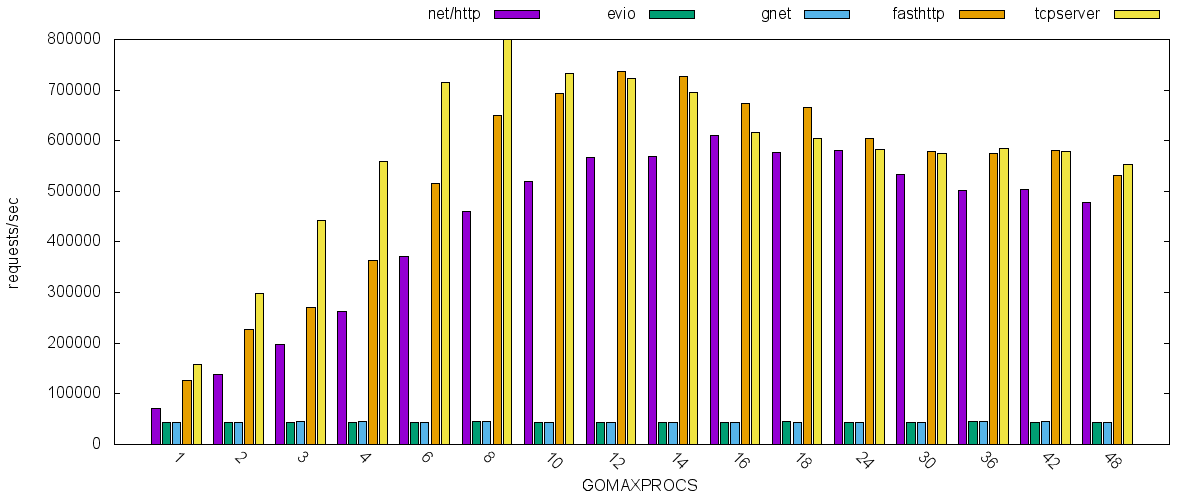 net/http evio gnet fasthttp tcpserver
800000
700000
600000
500000
400000
300000
200000
100000
0
requests/sec
1 2 3 4 6 8 10 12 14 16 18 24 30 36 42 48
GOMAXPROCS